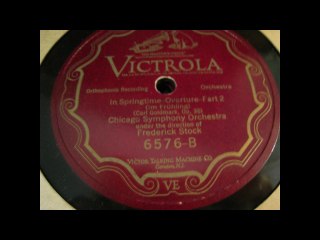 VICTROLA
Orthophonic Recording
Orchestra
In Springtime-Overture-Part 2
(Im Frühling)
(Carl Goldmark, Op. 36)
Chicago Symphony Orchestra
under the direction of
Frederick Stock
6576-B
VICTOR TALKING MACHINE CO.
Camden, N.J.
VE